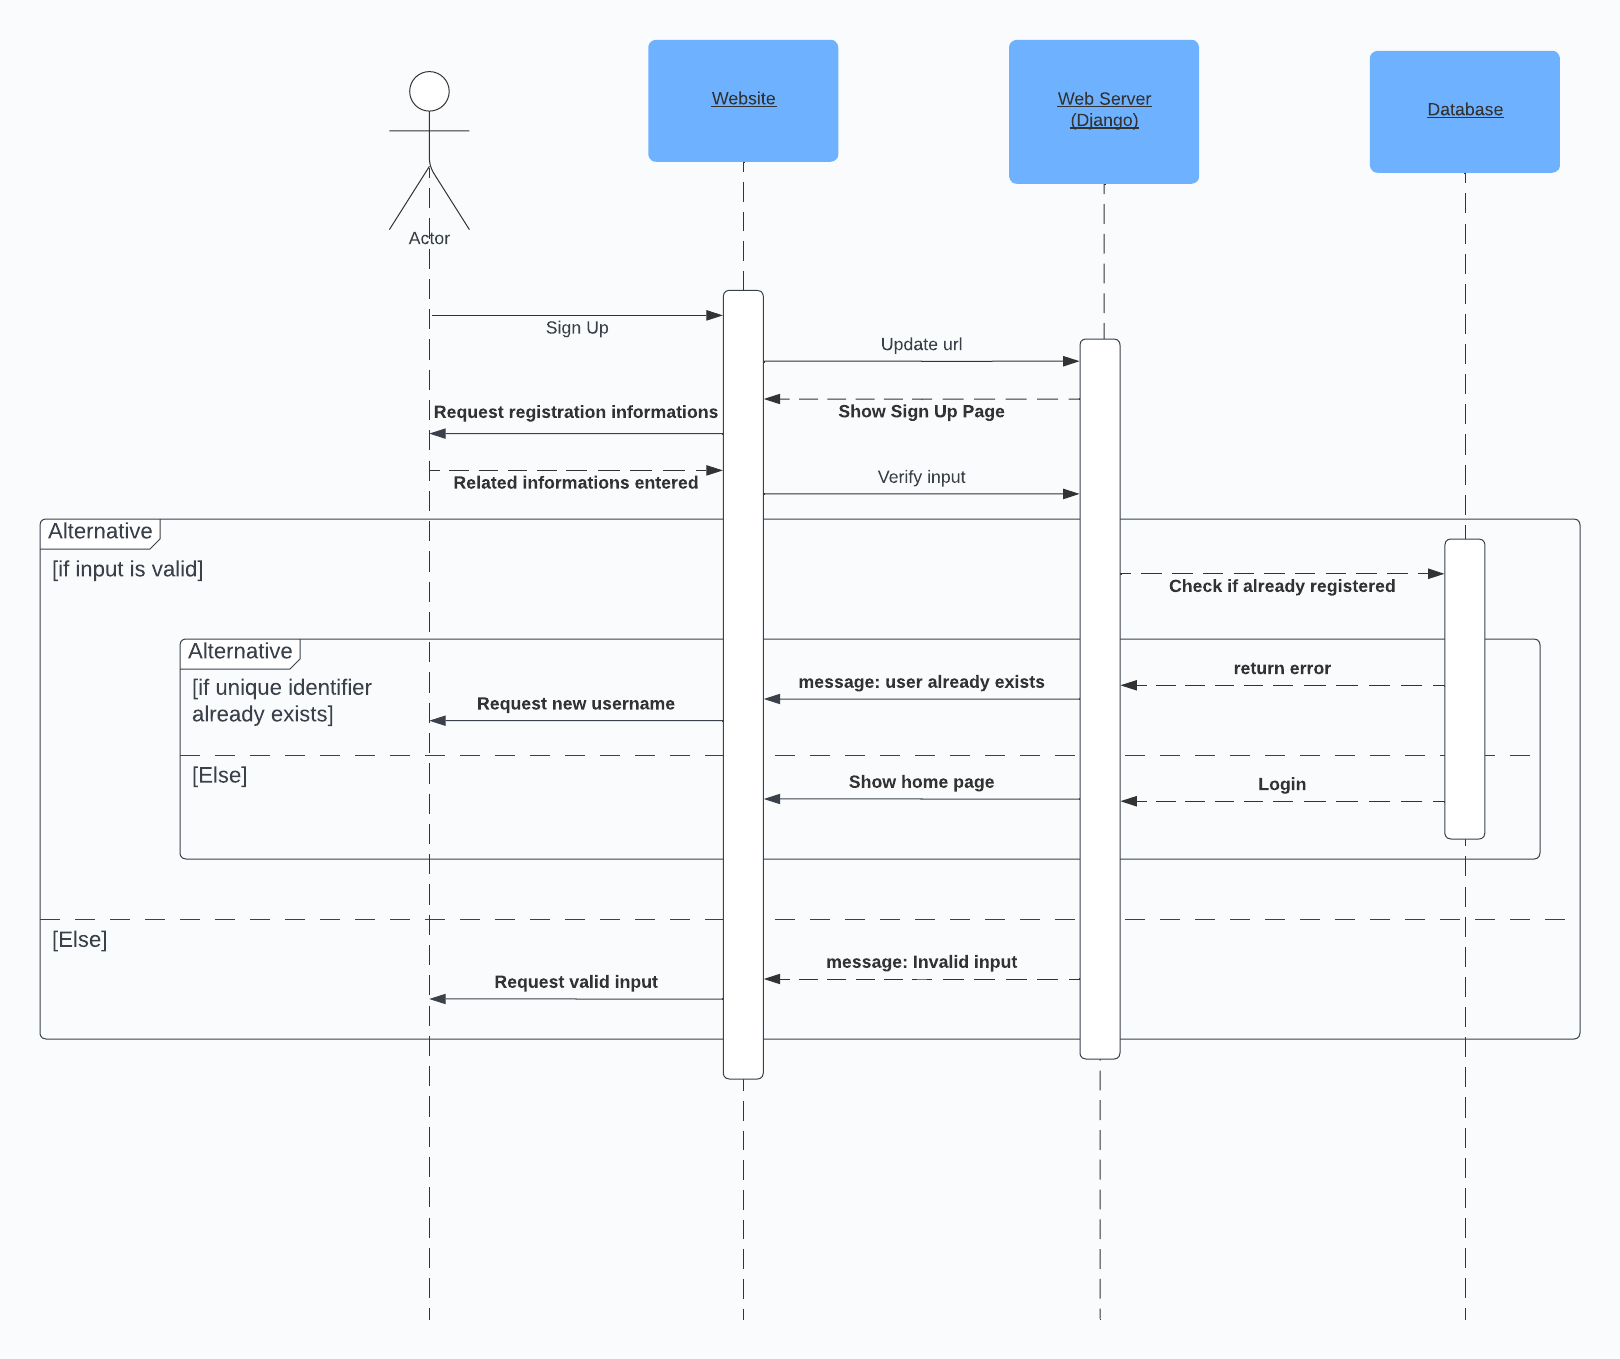 Website
Web Server
(Django)
Database
Actor
Sign Up
Update url
Show Sign Up Page
Request registration informations
Related informations entered
Verify input
Alternative
[if input is valid]
Check if already registered
Alternative
[if unique identifier
already exists]
return error
message: user already exists
Request new username
[Else]
Login
Show home page
[Else]
message: Invalid input
Request valid input